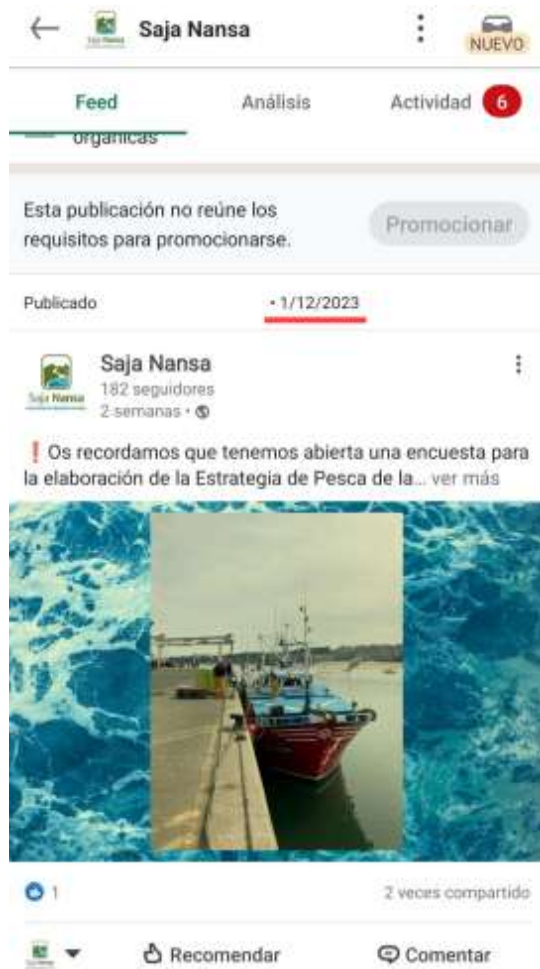 Saja Nansa
NUEVO
Feed
Análisis
Actividad 6
orgánicas
Esta publicación no reúne los
requisitos para promocionarse.
Promocionar
Publicado
• 1/12/2023
Saja Nansa
182 seguidores
2 semanas •
Saja Nansa
❗ Os recordamos que tenemos abierta una encuesta para
la elaboración de la Estrategia de Pesca de la... ver más
1
2 veces compartido
Recomendar
Comentar